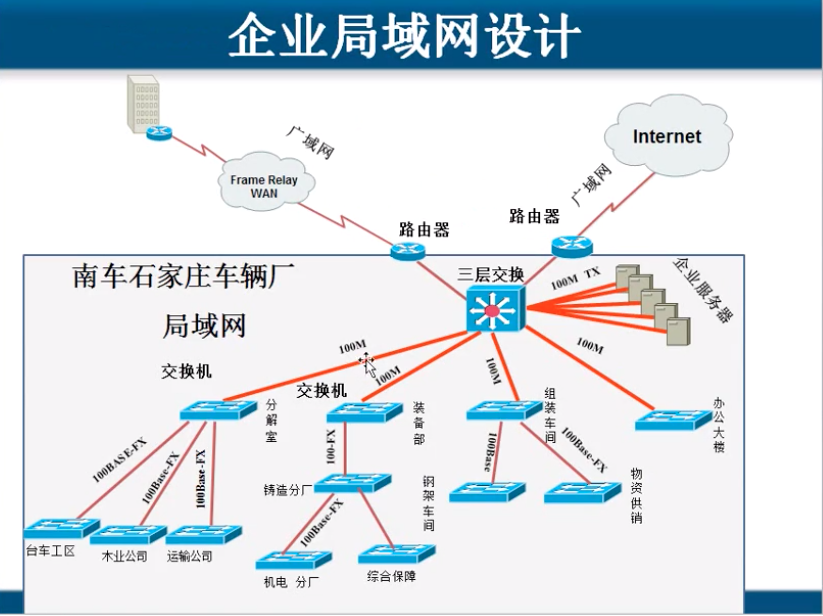 企业局域网设计
广域网
Internet
Frame Relay
WAN
广域网
路由器
路由器
南车石家庄车辆厂
三层交换
100M TX
企业服务器
局域网
100M
100M
100M
100M
交换机
交换机
分解室
装备部
组装车间
办公大楼
100BASE-FX
100Base-FX
100Base-FX
100-FX
100Base
100Base-FX
铸造分厂
钢架车间
物资供销
100Base-FX
台车工区
木业公司
运输公司
机电 分厂
综合保障